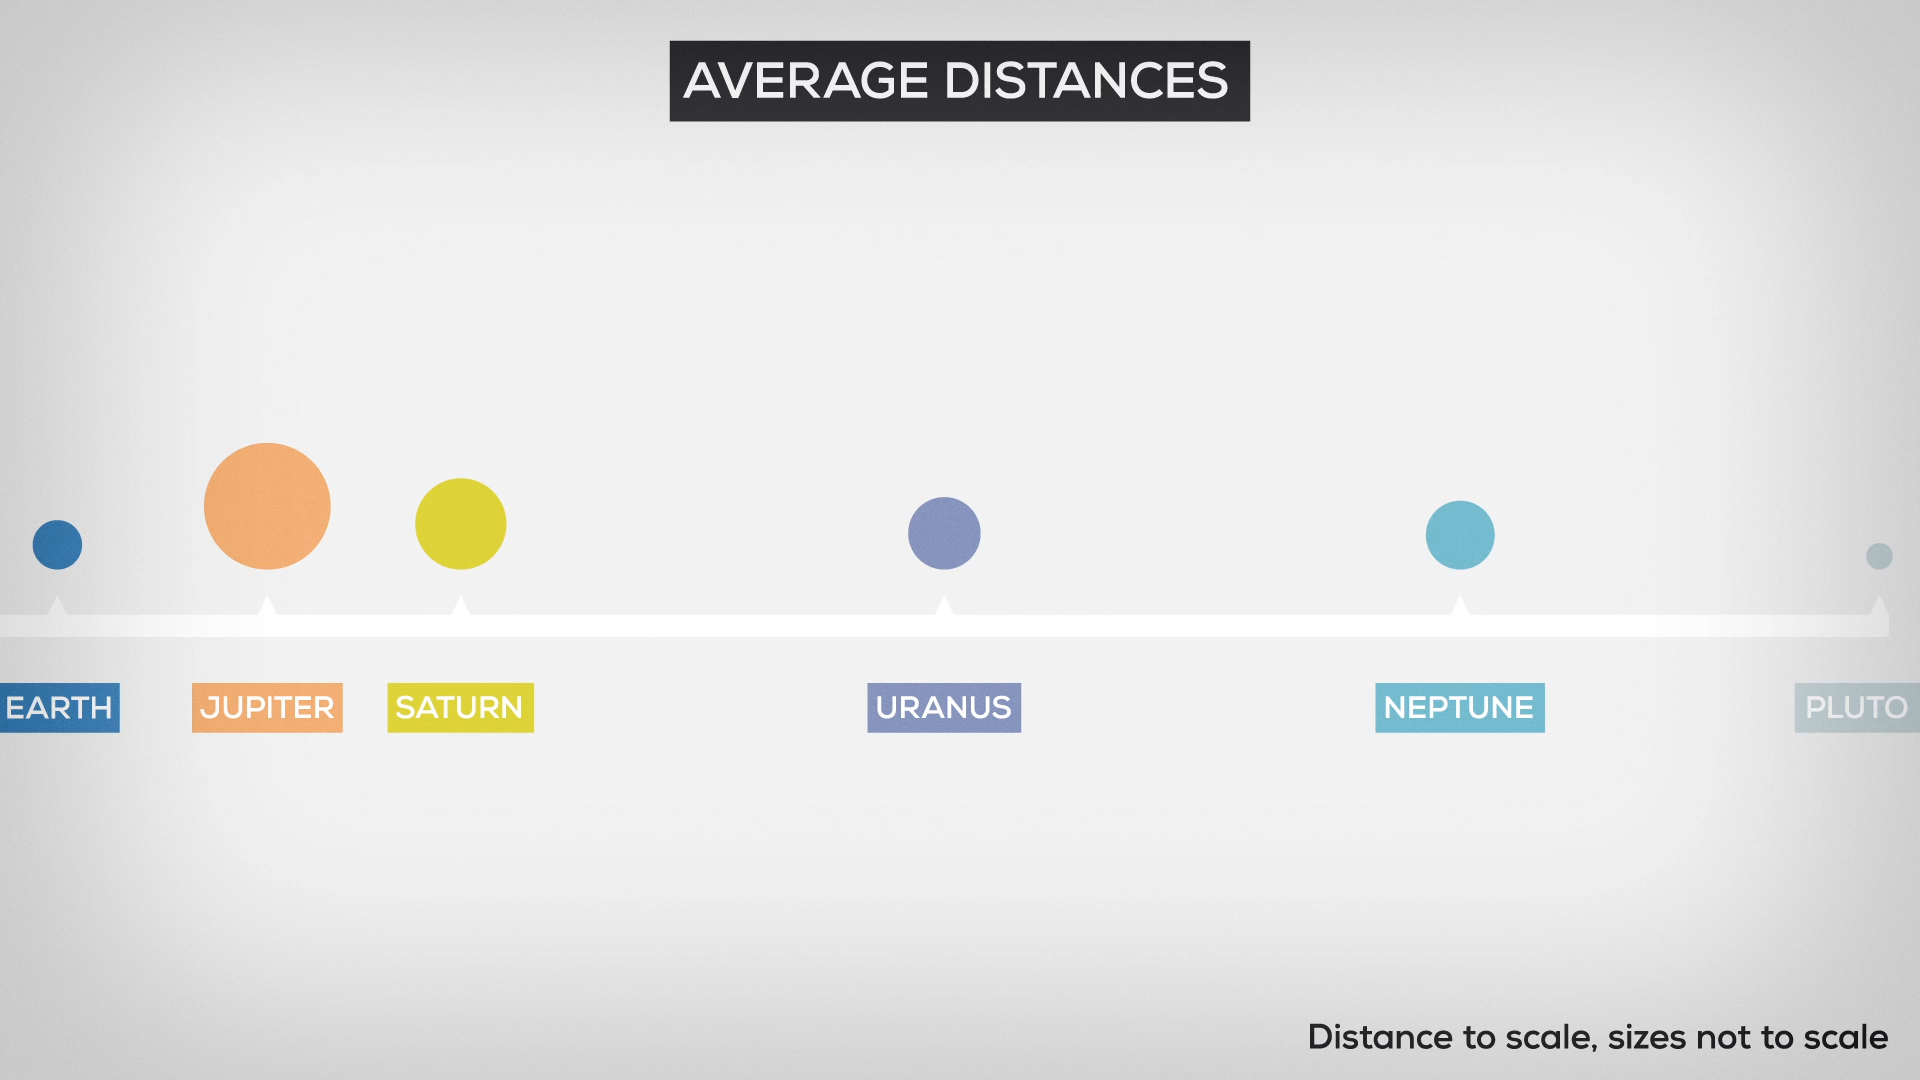 AVERAGE DISTANCES
EARTH
JUPITER
SATURN
URANUS
NEPTUNE
PLUTO
Distance to scale, sizes not to scale